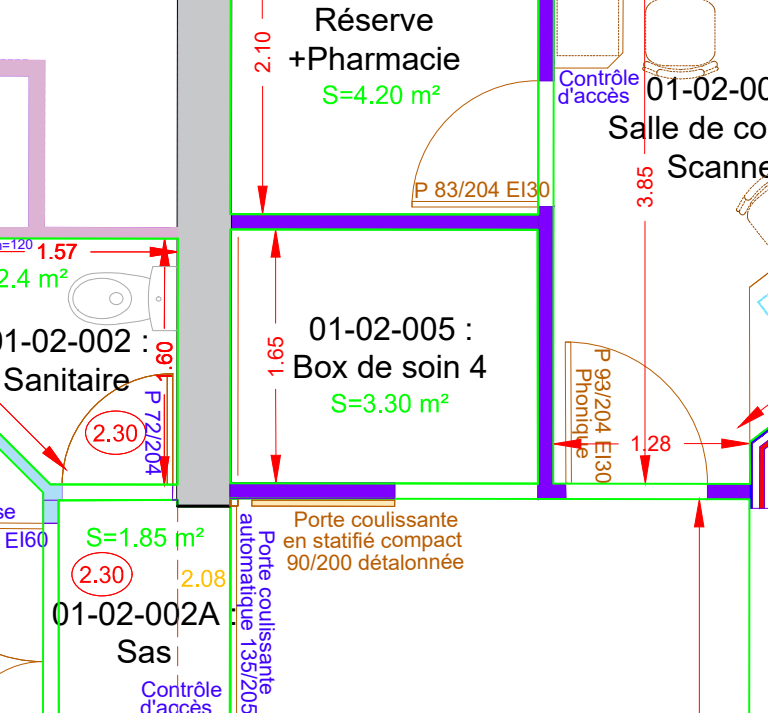 Réserve
+Pharmacie
S=4.20 m²
2.10
P 83/204 EI30
Contrôle
d'accès
Salle de co
3.85
=120
1.57
2.4 m²
1-02-002 :
Sanitaire
1.60
2.30
P 72/204
01-02-005 :
Box de soin 4
S=3.30 m²
1.65
P 93/204 EI30
Phonique
1.28
Porte coulissante
en statifié compact
90/200 détalonnée
EI60
S=1.85 m²
2.30
2.08
01-02-002A :
Sas
Porte coulissante
automatique 135/205
Contrôle
d'accès